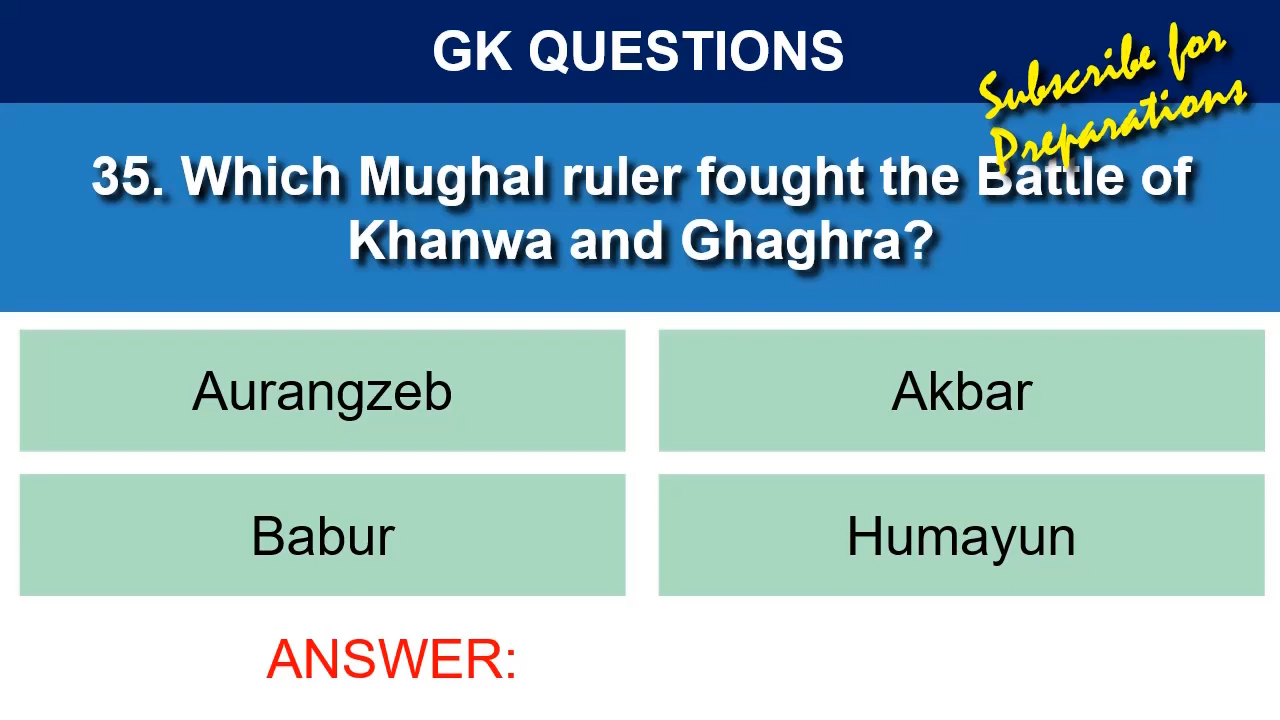 GK QUESTIONS
Subscribe for
Preparations
35. Which Mughal ruler fought the Battle of
Khanwa and Ghaghra?
Aurangzeb
Akbar
Babur
Humayun
ANSWER: